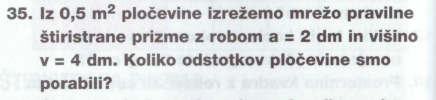 35. Iz 0,5 m² pločevine izrežemo mrežo pravilne
štiristrane prizme z robom a = 2 dm in višino
v = 4 dm. Koliko odstotkov pločevine smo
porabili?